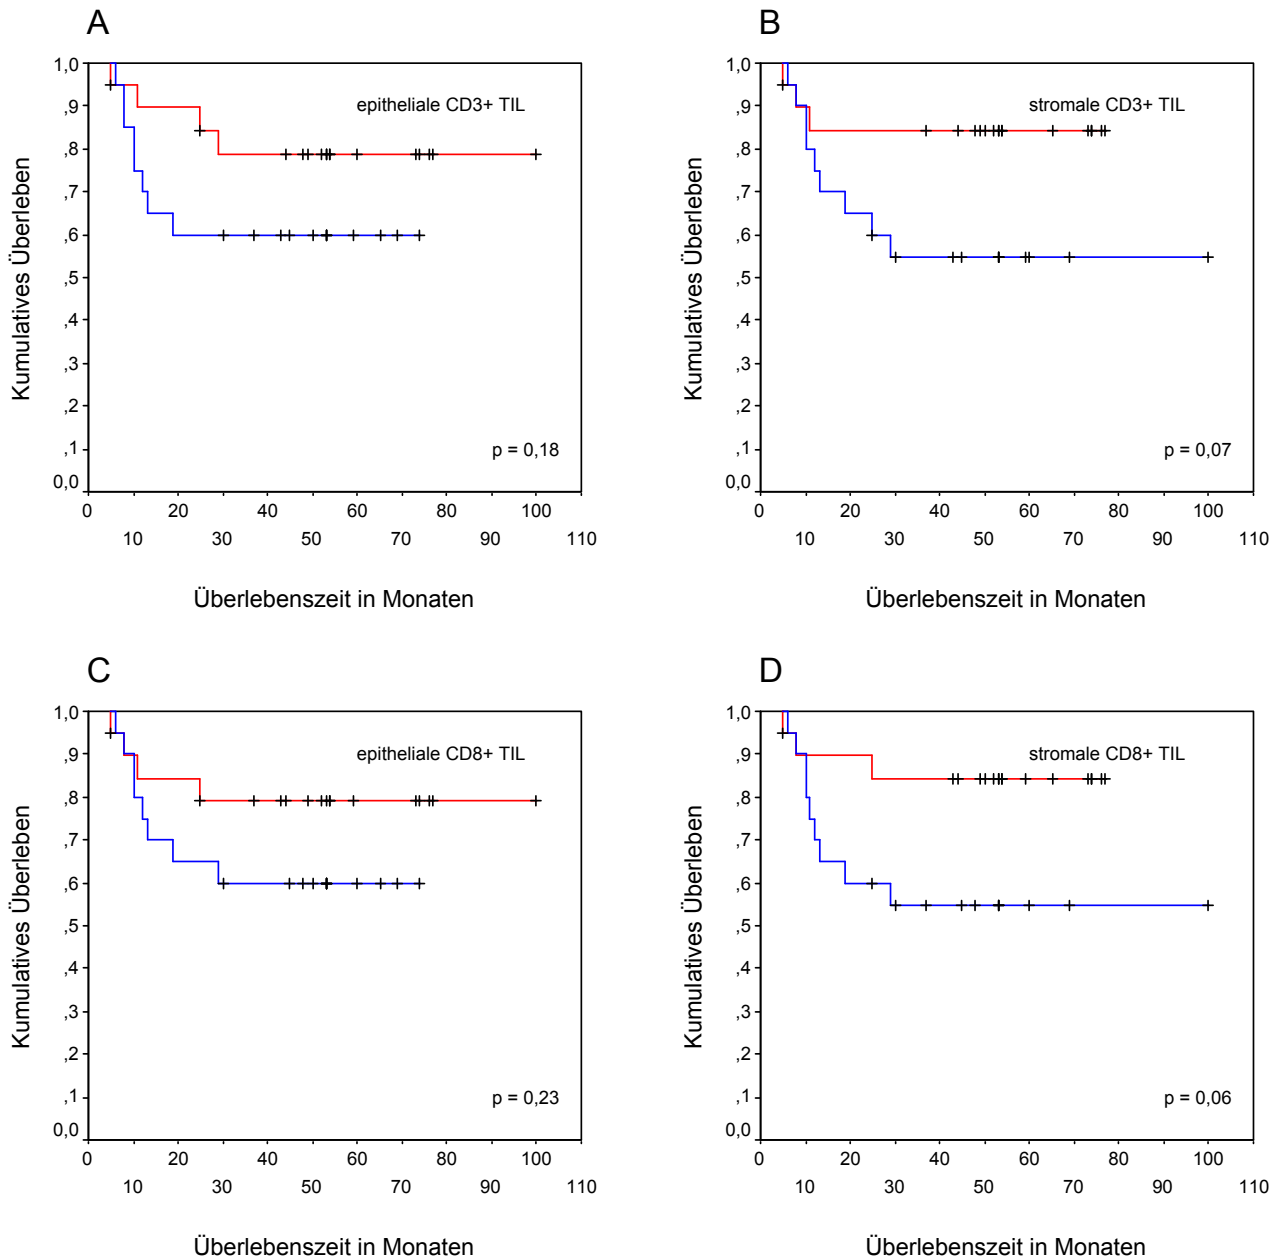 A
1,0
,9
,8
,7
,6
,5
,4
,3
,2
,1
0,0
Kumulatives Überleben
epitheliale CD3+ TIL
p = 0,18
0 20 40 60 80 100
10 30 50 70 90 110
Überlebenszeit in Monaten
B
1,0
,9
,8
,7
,6
,5
,4
,3
,2
,1
0,0
Kumulatives Überleben
stromale CD3+ TIL
p = 0,07
0 20 40 60 80 100
10 30 50 70 90 110
Überlebenszeit in Monaten
C
1,0
,9
,8
,7
,6
,5
,4
,3
,2
,1
0,0
Kumulatives Überleben
epitheliale CD8+ TIL
p = 0,23
0 20 40 60 80 100
10 30 50 70 90 110
Überlebenszeit in Monaten
D
1,0
,9
,8
,7
,6
,5
,4
,3
,2
,1
0,0
Kumulatives Überleben
stromale CD8+ TIL
p = 0,06
0 20 40 60 80 100
10 30 50 70 90 110
Überlebenszeit in Monaten